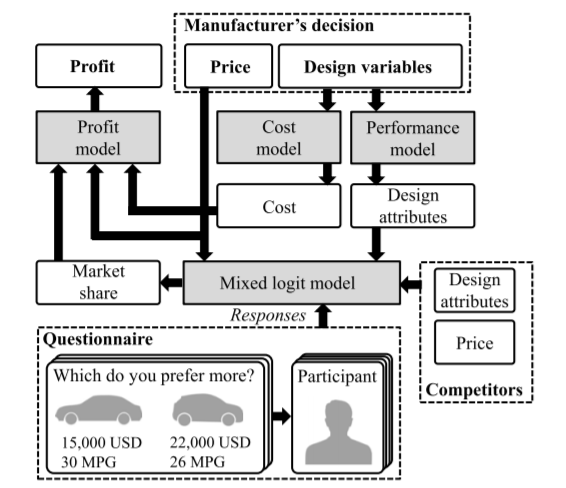 Manufacturer's decision
Profit
Price
Design variables
Profit
model
Cost
model
Performance
model
Cost
Design
attributes
Market
share
Mixed logit model
Design
attributes
Price
Competitors
Responses
Questionnaire
Which do you prefer more?
15,000 USD
30 MPG
22,000 USD
26 MPG
Participant